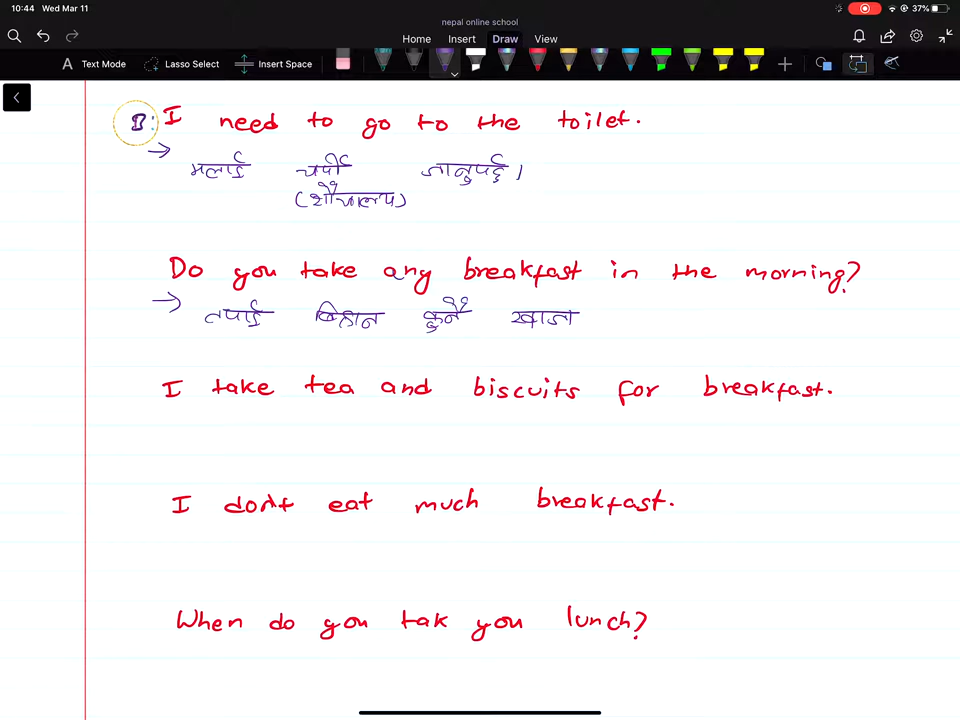 10:44 Wed Mar 11
37%
nepal online school
Home Insert Draw View
Text Mode Lasso Select Insert Space
I: I need to go to the toilet.
→ मलाई चर्पी जानुपर्छ।
(शौचालय)
Do you take any breakfast in the morning?
→ तपाई बिहान कुनै खाजा
I take tea and biscuits for breakfast.
I don't eat much breakfast.
When do you tak you lunch?